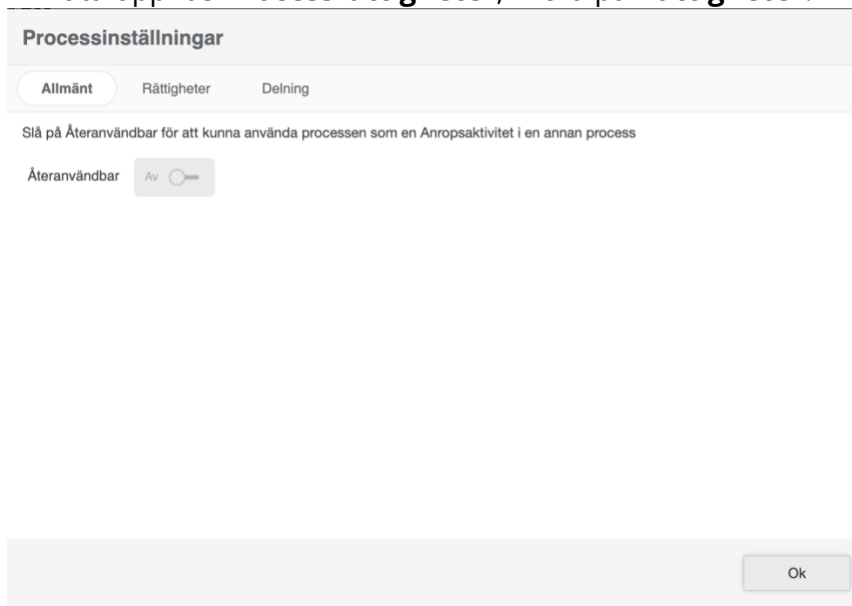 Processinställningar
Allmänt Rättigheter Delning
Slå på Återanvändbar för att kunna använda processen som en Anropsaktivitet i en annan process
Återanvändbar Av
Ok